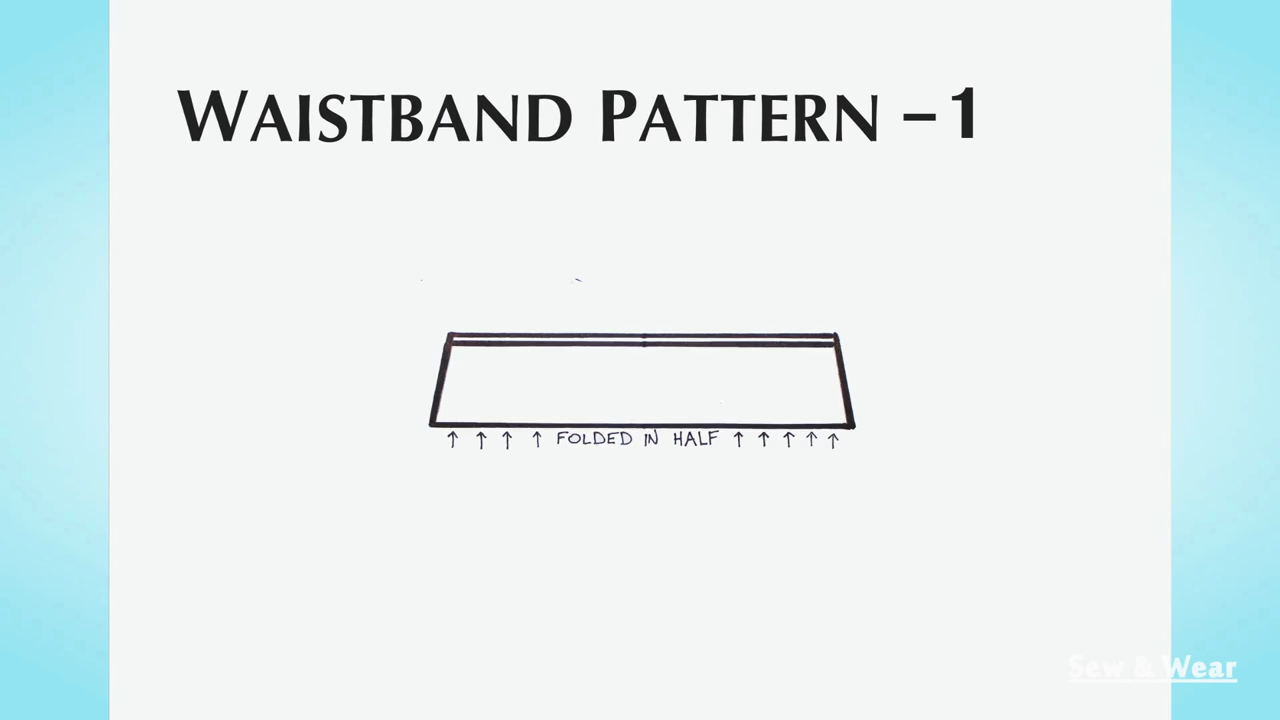 WAISTBAND PATTERN – 1
↑ ↑ ↑ ↑ FOLDED IN HALF ↑ ↑ ↑ ↑ ↑
Sew & Wear